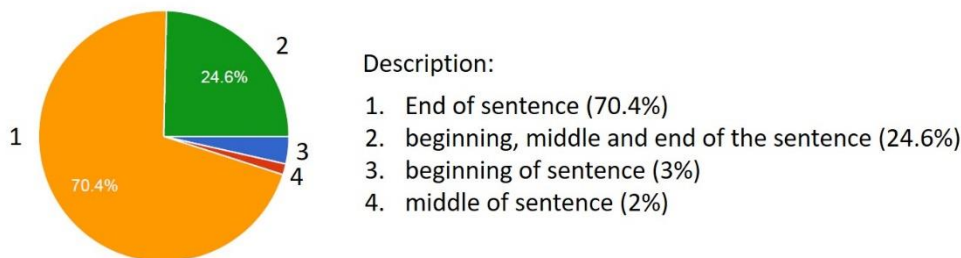 2
24.6%
1
3
4
70.4%
Description:
1. End of sentence (70.4%)
2. beginning, middle and end of the sentence (24.6%)
3. beginning of sentence (3%)
4. middle of sentence (2%)